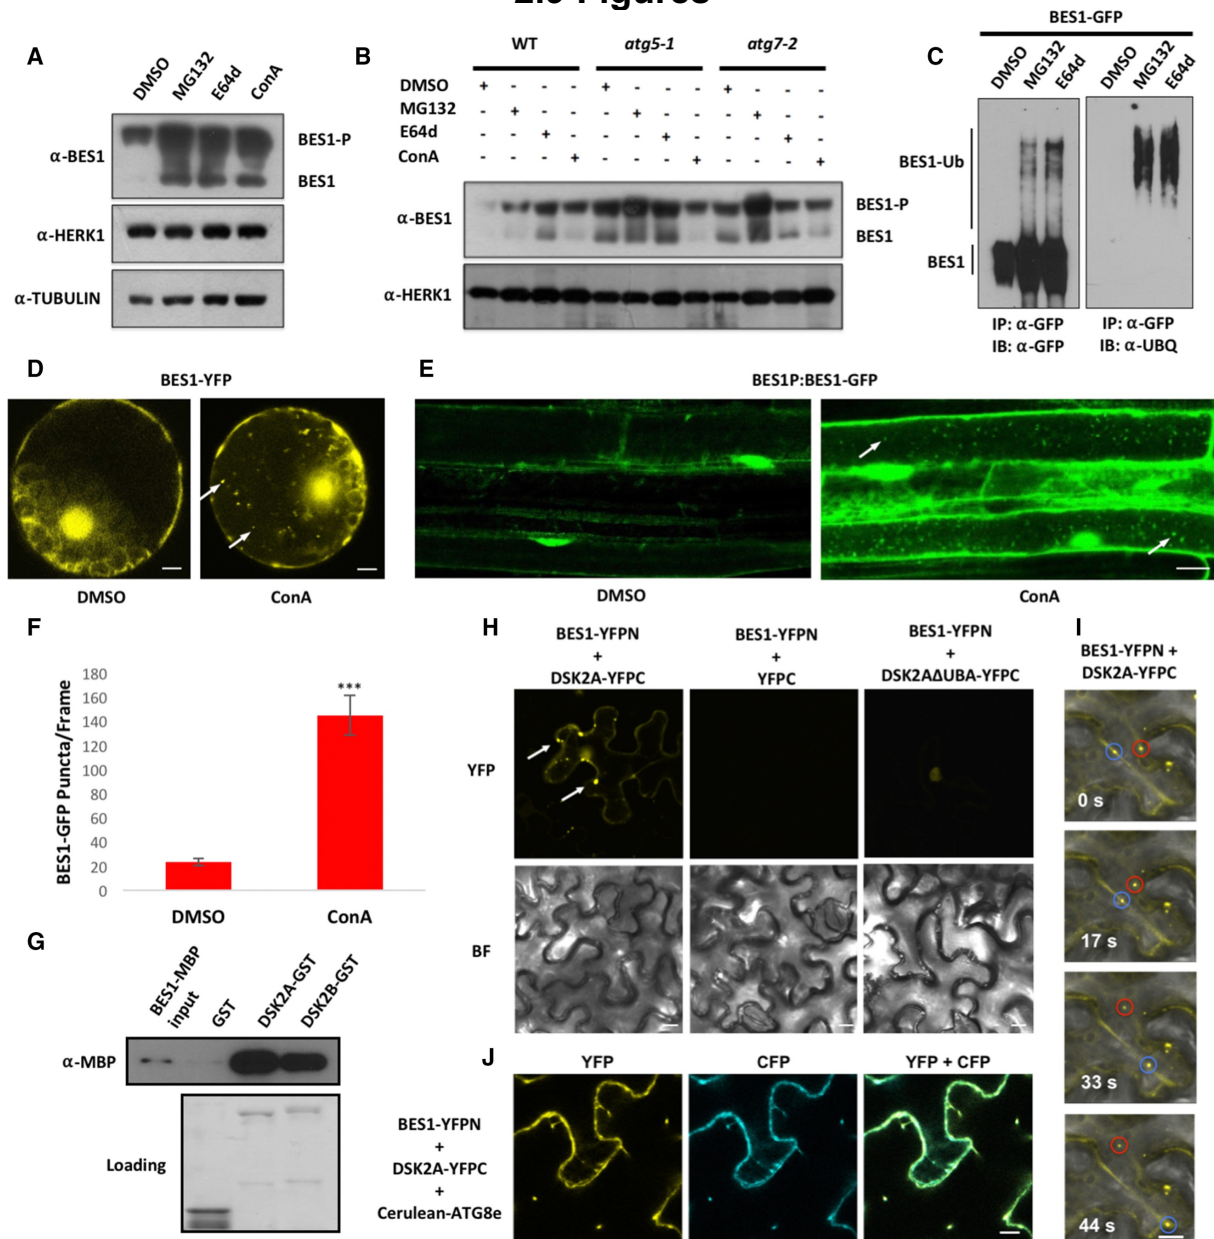 2.5 Figures
A
DMSO
MG132
E64d
ConA
α-BES1
BES1-P
BES1
α-HERK1
α-TUBULIN
B
WT
atg5-1
atg7-2
DMSO + - - - + - - - + - - -
MG132 - + - - - + - - - + - -
E64d - - + - - - + - - - + -
ConA - - - + - - - + - - - +
α-BES1
BES1-P
BES1
α-HERK1
C
BES1-GFP
DMSO
MG132
E64d
DMSO
MG132
E64d
BES1-Ub
BES1
IP: α-GFP
IB: α-GFP
IP: α-GFP
IB: α-UBQ
D
BES1-YFP
DMSO
ConA
E
BES1P:BES1-GFP
DMSO
ConA
F
BES1-GFP Puncta/Frame
180
160
140
120
100
80
60
40
20
0
***
DMSO
ConA
G
BES1-MBP
input
GST
DSK2A-GST
DSK2B-GST
α-MBP
Loading
H
BES1-YFPN
+
DSK2A-YFPC
BES1-YFPN
+
YFPC
BES1-YFPN
+
DSK2AΔUBA-YFPC
YFP
BF
I
BES1-YFPN +
DSK2A-YFPC
0 s
17 s
33 s
44 s
J
YFP
CFP
YFP + CFP
BES1-YFPN
+
DSK2A-YFPC
+
Cerulean-ATG8e